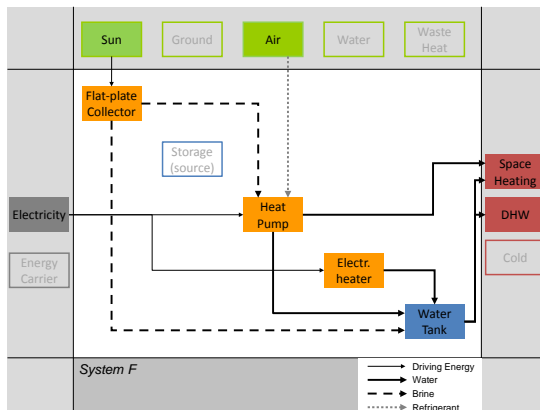 Sun
Ground
Air
Water
Waste
Heat
Flat-plate
Collector
Storage
(source)
Space
Heating
Electricity
Heat
Pump
DHW
Energy
Carrier
Electr.
heater
Cold
Water
Tank
System F
Driving Energy
Water
Brine
Refrigerant